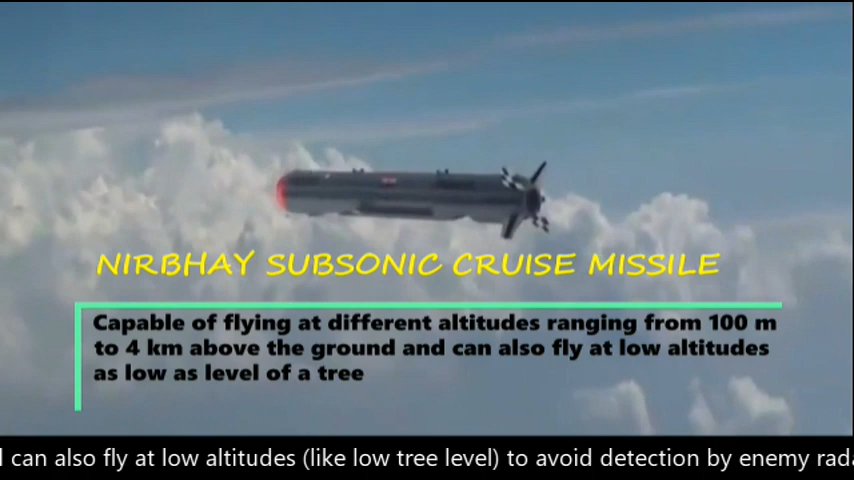 NIRBHAY SUBSONIC CRUISE MISSILE
Capable of flying at different altitudes ranging from 100 m
to 4 km above the ground and can also fly at low altitudes
as low as level of a tree
can also fly at low altitudes (like low tree level) to avoid detection by enemy